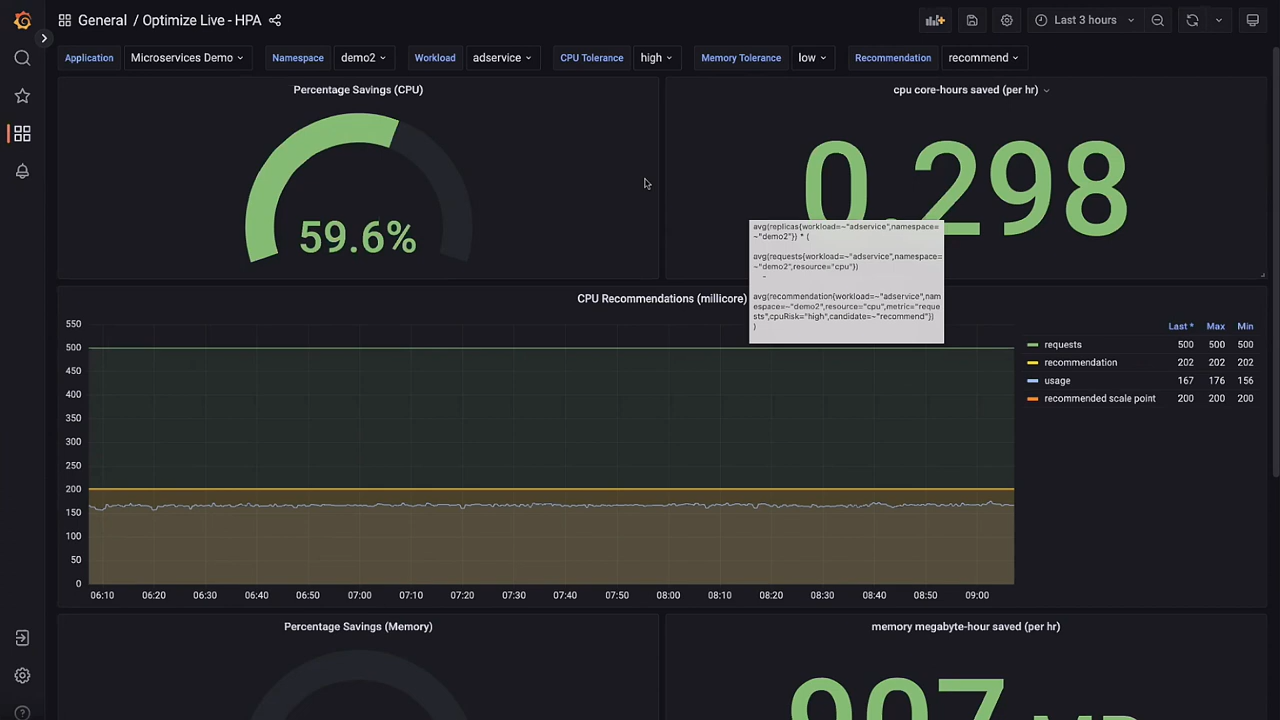 General / Optimize Live - HPA
Last 3 hours
Application Microservices Demo Namespace demo2 Workload adservice CPU Tolerance high Memory Tolerance low Recommendation recommend
Percentage Savings (CPU)
59.6%
cpu core-hours saved (per hr)
0.298
avg(replicas{workload=~"adservice",namespace=
~"demo2"}) * (
avg(requests{workload=~"adservice",namespace=
~"demo2",resource="cpu"})
-
avg(recommendation{workload=~"adservice",nam
espace=~"demo2",resource="cpu",metric="reque
sts",cpuRisk="high",candidate=~"recommend"})
)
CPU Recommendations (millicore)
550
500
450
400
350
300
250
200
150
100
50
0
06:10 06:20 06:30 06:40 06:50 07:00 07:10 07:20 07:30 07:40 07:50 08:00 08:10 08:20 08:30 08:40 08:50 09:00
Last * Max Min
requests 500 500 500
recommendation 202 202 202
usage 167 176 156
recommended scale point 200 200 200
Percentage Savings (Memory)
memory megabyte-hour saved (per hr)